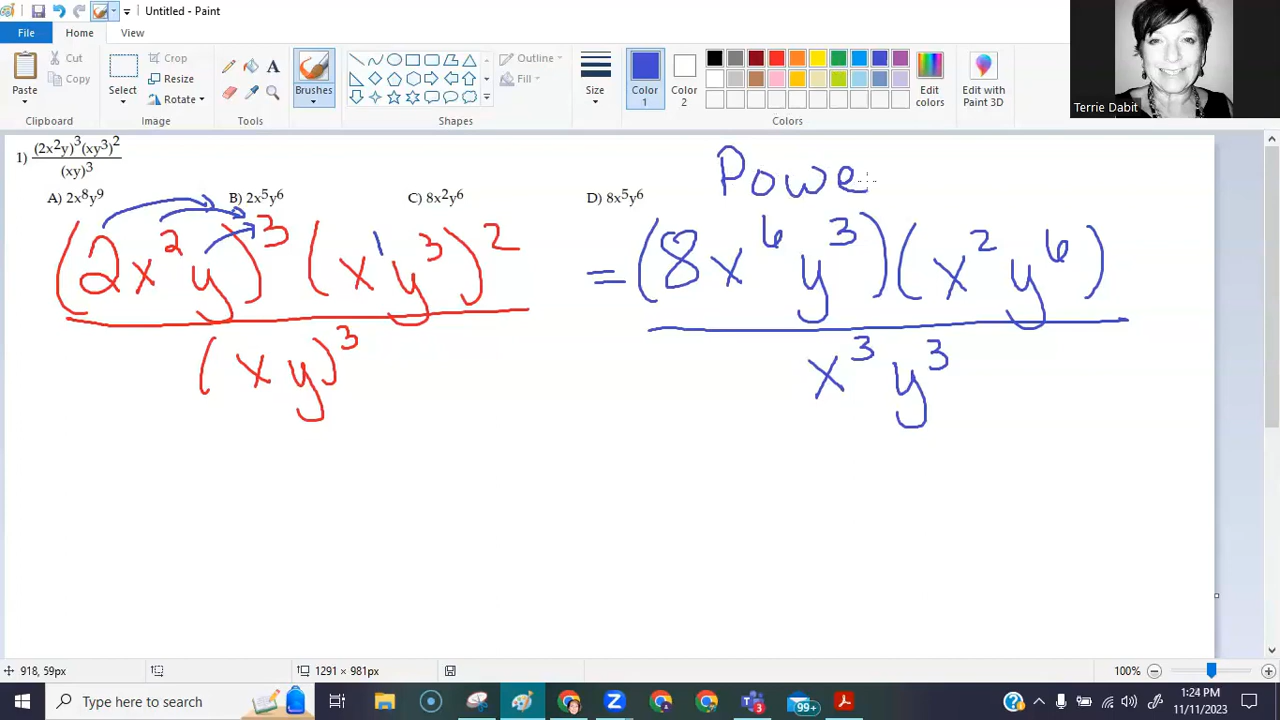 Untitled - Paint
File Home View
Paste Cut Copy Clipboard
Select Crop Resize Rotate Image
Tools
Brushes
Shapes Outline Fill
Size
Color 1 Color 2 Colors
Edit colors
Edit with Paint 3D
Terrie Dabit
1) (2x²y)³(xy³)² / (xy)³
A) 2x⁸y⁹ B) 2x⁵y⁶ C) 8x²y⁶ D) 8x⁵y⁶
Powe
(2x²y)³ (x¹y³)² / (xy)³ = (8x⁶y³)(x²y⁶) / x³y³
918, 59px 1291 × 981px 100%
Type here to search
3
99+
1:24 PM
11/11/2023